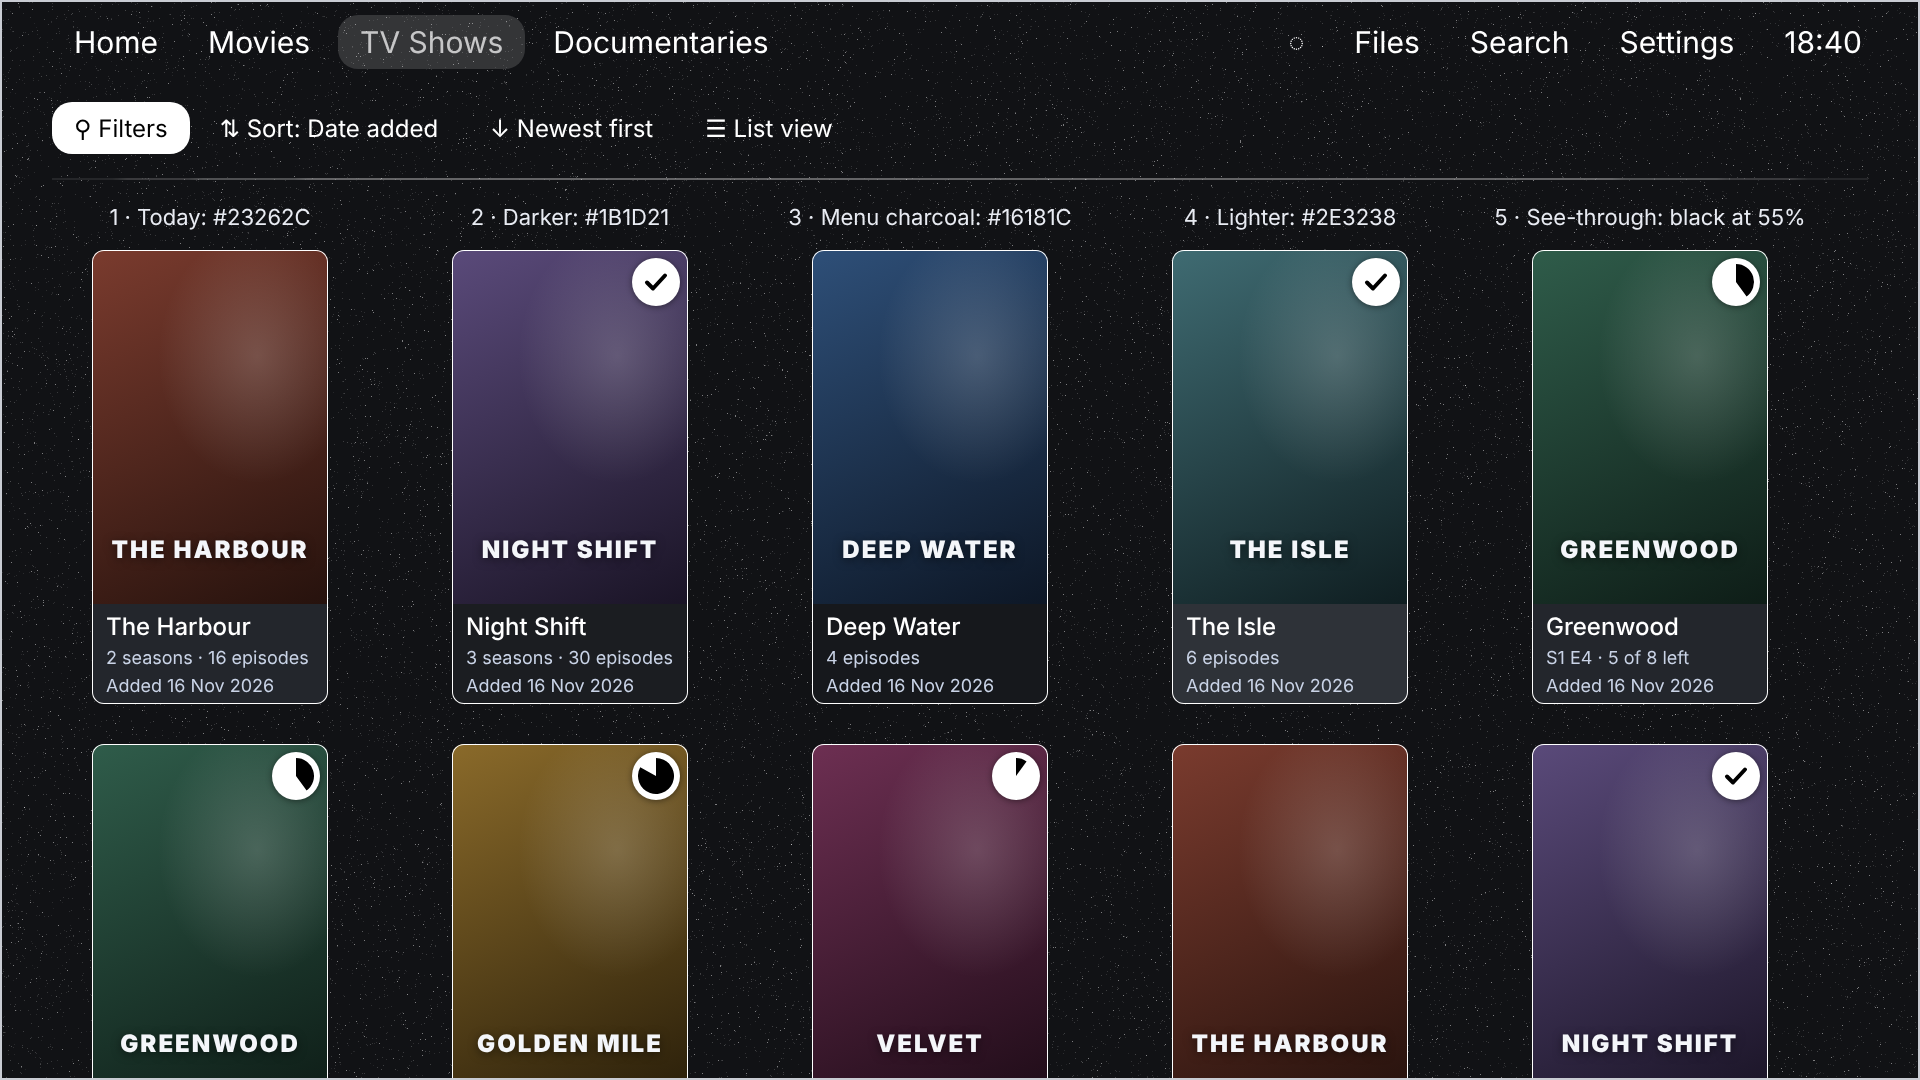 Home Movies TV Shows Documentaries Files Search Settings 18:40
Filters Sort: Date added Newest first List view
1 · Today: #23262C
2 · Darker: #1B1D21
3 · Menu charcoal: #16181C
4 · Lighter: #2E3238
5 · See-through: black at 55%
THE HARBOUR
The Harbour
2 seasons · 16 episodes
Added 16 Nov 2026
NIGHT SHIFT
Night Shift
3 seasons · 30 episodes
Added 16 Nov 2026
DEEP WATER
Deep Water
4 episodes
Added 16 Nov 2026
THE ISLE
The Isle
6 episodes
Added 16 Nov 2026
GREENWOOD
Greenwood
S1 E4 · 5 of 8 left
Added 16 Nov 2026
GREENWOOD
GOLDEN MILE
VELVET
THE HARBOUR
NIGHT SHIFT